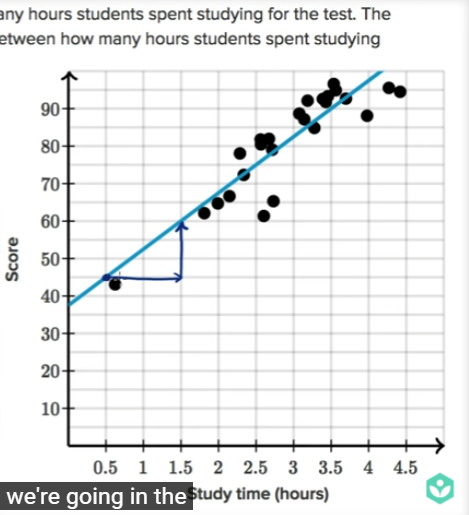 any hours students spent studying for the test. The
etween how many hours students spent studying
90
80
70
60
50
40
30
20
10
Score
0.5 1 1.5 2 2.5 3 3.5 4 4.5
Study time (hours)
we're going in the